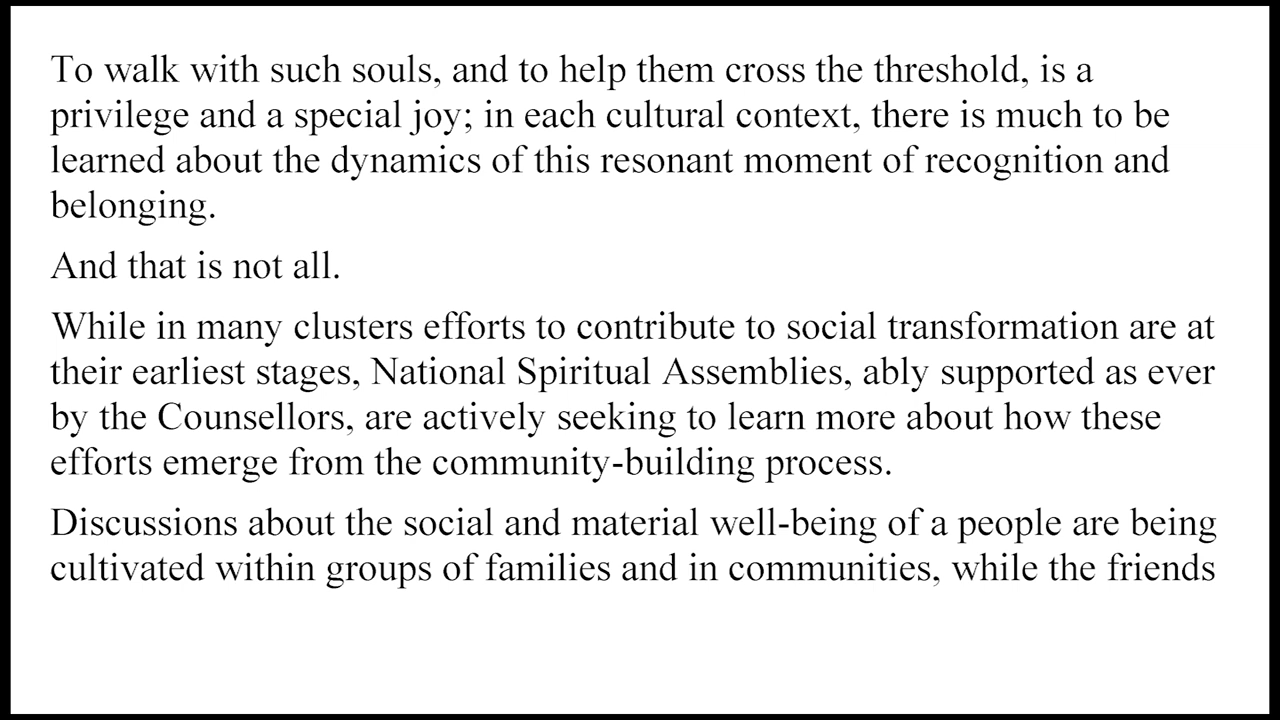 To walk with such souls, and to help them cross the threshold, is a
privilege and a special joy; in each cultural context, there is much to be
learned about the dynamics of this resonant moment of recognition and
belonging.
And that is not all.
While in many clusters efforts to contribute to social transformation are at
their earliest stages, National Spiritual Assemblies, ably supported as ever
by the Counsellors, are actively seeking to learn more about how these
efforts emerge from the community-building process.
Discussions about the social and material well-being of a people are being
cultivated within groups of families and in communities, while the friends